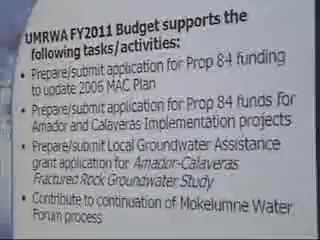 UMRWA FY2011 Budget supports the
following tasks/activities:
• Prepare/submit application for Prop 84 funding
to update 2006 MAC Plan
• Prepare/submit application for Prop 84 funds for
Amador and Calaveras Implementation projects
• Prepare/submit Local Groundwater Assistance
grant application for Amador-Calaveras
Fractured Rock Groundwater Study
• Contribute to continuation of Mokelumne Water
Forum process